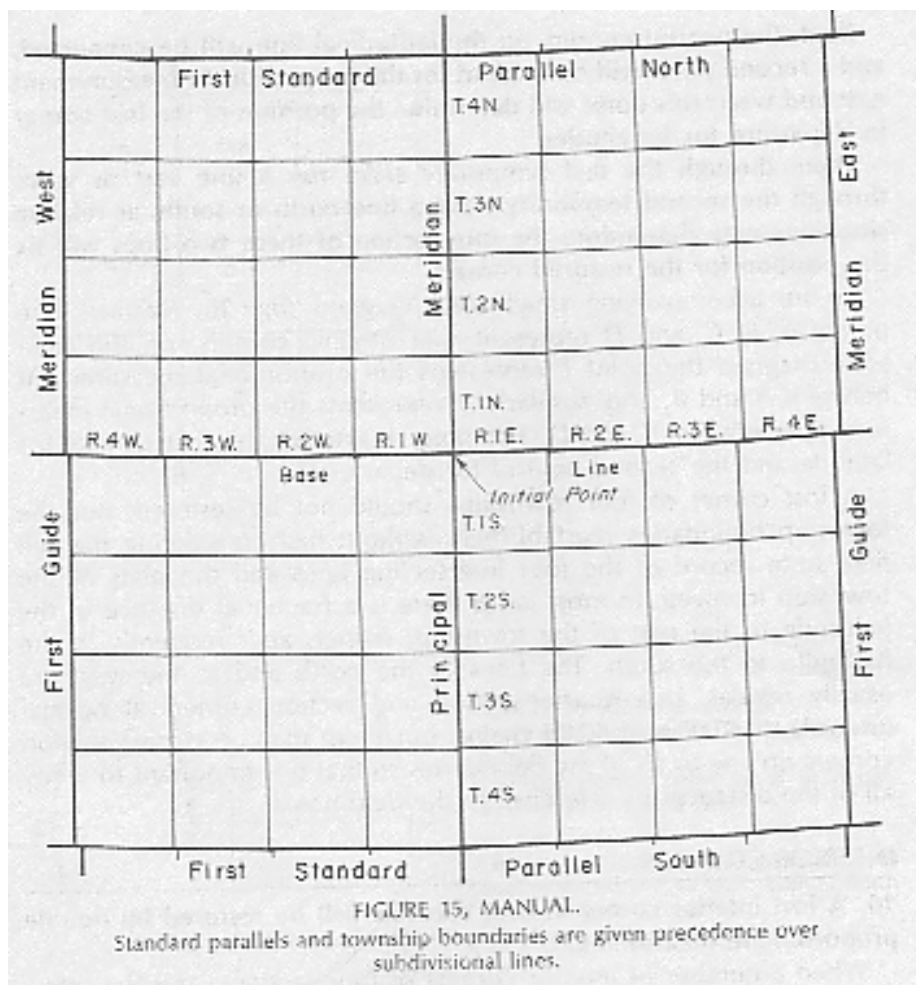 First Standard Parallel North
T.4N.
T.3N
T.2N.
T.1N.
Meridian West
Meridian
Meridian East
R.4W. R.3W. R.2W. R.1W R.1E. R.2E. R.3E. R.4E.
Base Line
Initial Point
T.1S.
T.2S.
T.3S
T.4S.
First Guide
Principal
First Guide
First Standard Parallel South
FIGURE 15, MANUAL.
Standard parallels and township boundaries are given precedence over
subdivisional lines.